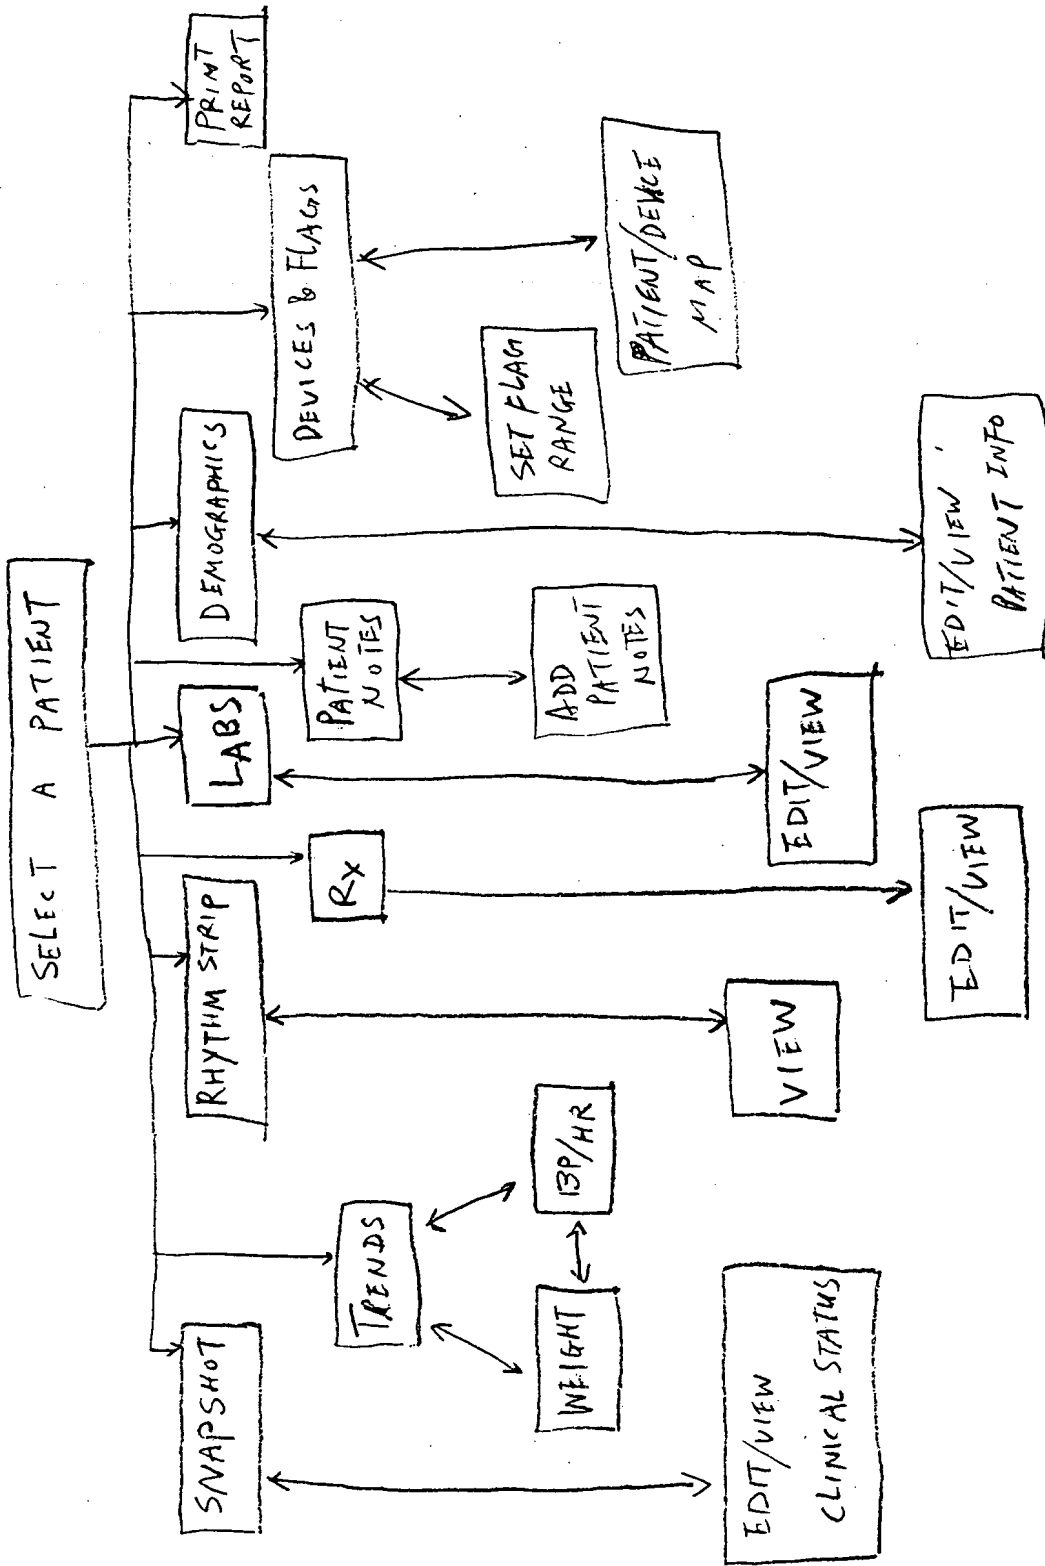 SELECT A PATIENT
SNAPSHOT
TRENDS
RHYTHM STRIP
Rx
LABS
PATIENT
NOTES
DEMOGRAPHICS
DEVICES & FLAGS
PRINT
REPORT
EDIT/VIEW
CLINICAL STATUS
WEIGHT
BP/HR
VIEW
EDIT/VIEW
EDIT/VIEW
ADD
PATIENT
NOTES
EDIT/VIEW
PATIENT INFO
SET FLAG
RANGE
PATIENT/DEVICE
MAP